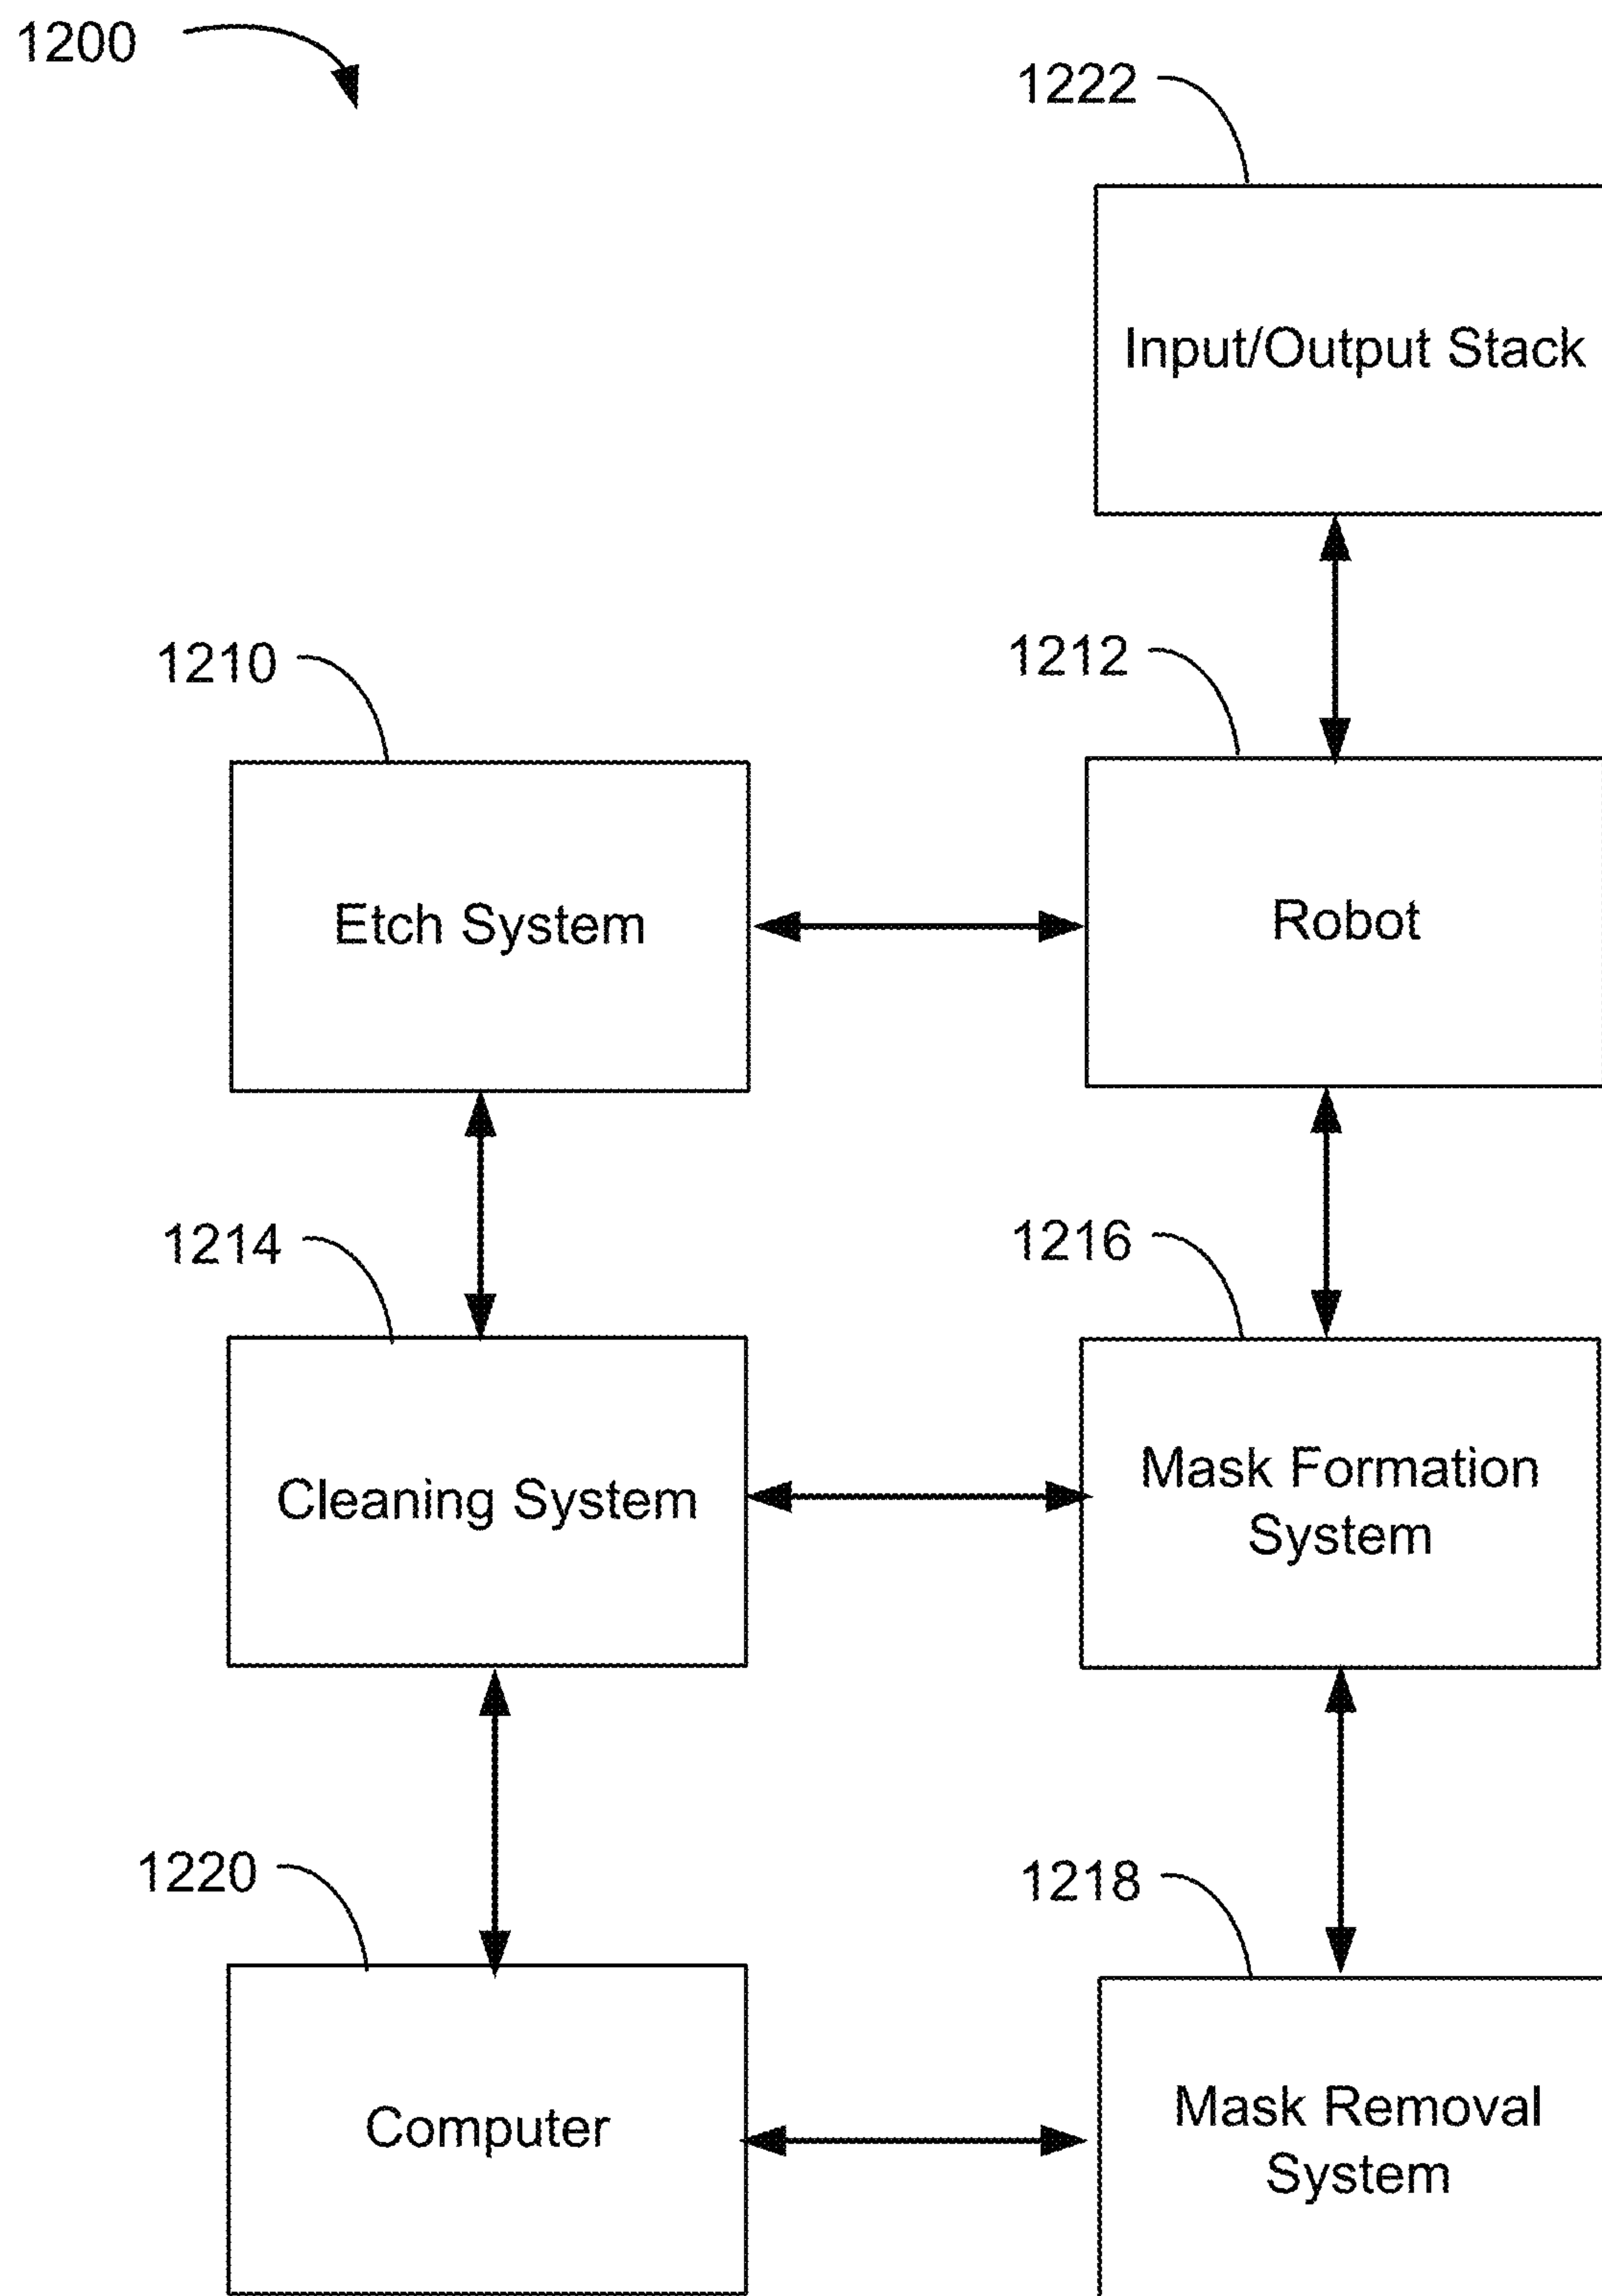 1200
1222
Input/Output Stack
1210
1212
Etch System
Robot
1214
1216
Cleaning System
Mask Formation
System
1220
1218
Computer
Mask Removal
System